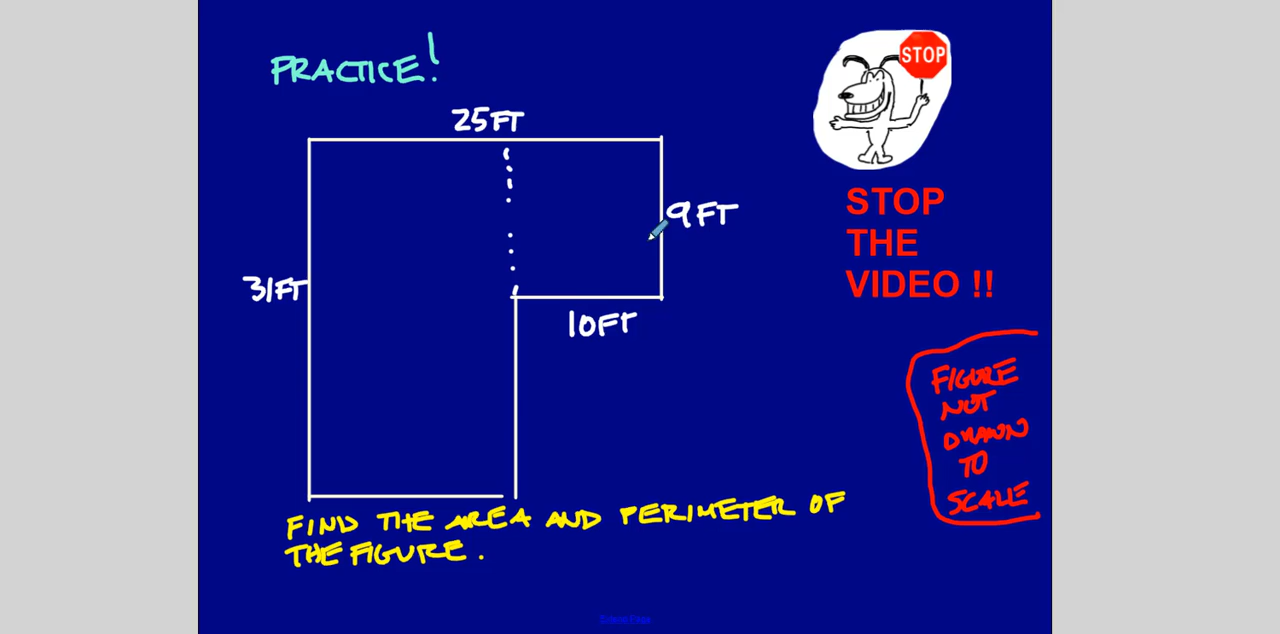 PRACTICE!
STOP
25FT
9FT
31FT
10FT
STOP
THE
VIDEO !!
FIGURE
NOT
DRAWN
TO
SCALE
FIND THE AREA AND PERIMETER OF
THE FIGURE.